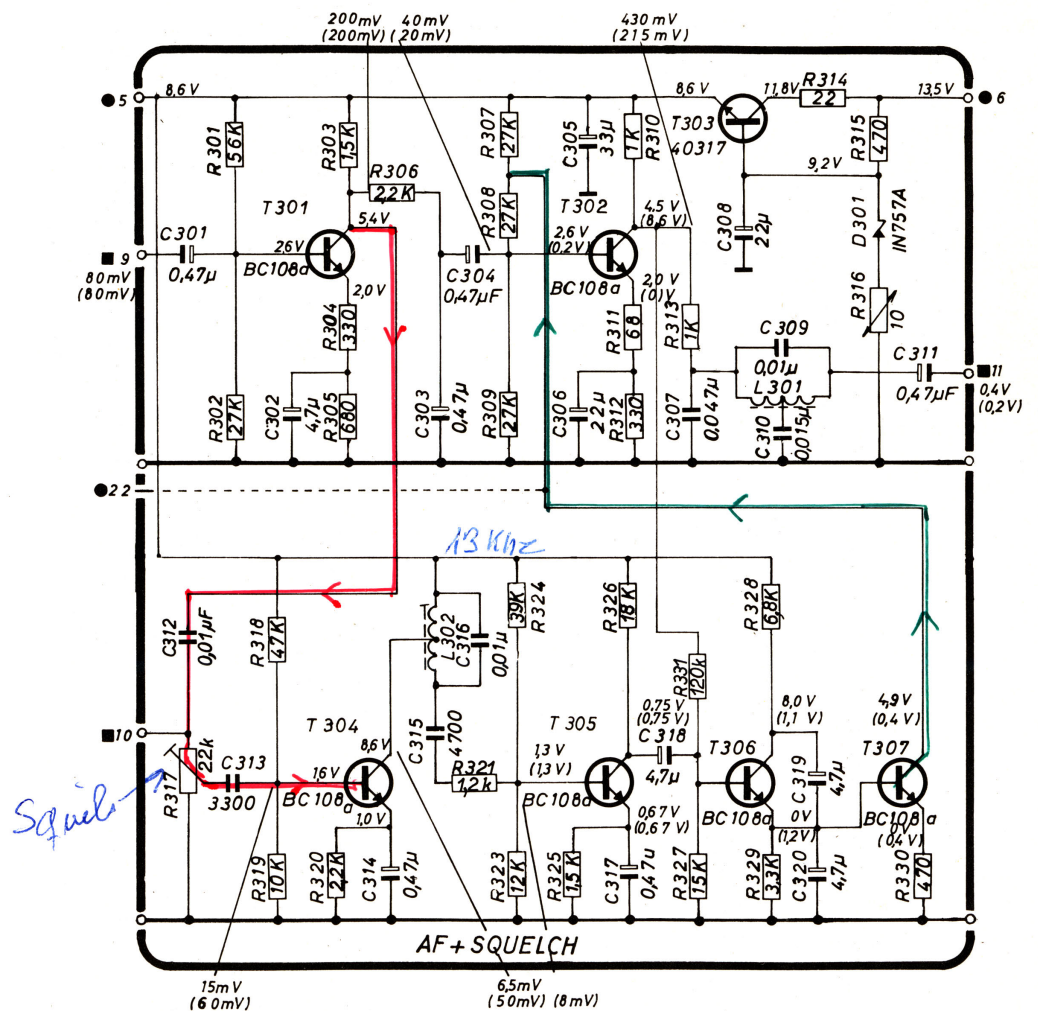 200mV
(200mV)
40mV
(20mV)
430mV
(215mV)
5
8,6V
R301
56K
R303
1,5K
R306
2,2K
R307
27K
R308
27K
C305
33µ
1K
R310
8,6V
11,8V
R314
22
13,5V
6
T303
40317
R315
470
9,2V
T301
5,4V
T302
4,5V
(8,6V)
C308
22µ
D301
IN757A
9
80mV
(80mV)
C301
0,47µ
2,6V
BC108a
2,0V
C304
0,47µF
2,6V
(0,2V)
BC108a
2,0V
(0)V
R304
330
R311
68
R313
1K
R316
10
C309
0,01µ
L301
C310
0,015µ
C311
0,47µF
11
0,4V
(0,2V)
R302
27K
C302
4,7µ
R305
680
C303
0,47µ
R309
27K
C306
22µ
R312
330
C307
0,047µ
22
13 Khz
C312
0,01µF
R318
47K
L302
C316
0,01µ
39K
R324
R326
18K
R328
6,8K
R331
120k
10
22k
R317
C313
3300
T304
8,6V
1,6V
BC108a
1,0V
C315
4700
R321
1,2k
T305
1,3V
(1,3V)
BC108a
0,75V
(0,75V)
C318
4,7µ
0,67V
(0,67V)
T306
BC108a
8,0V
(1,1V)
C319
4,7µ
0V
(1,2V)
T307
4,9V
(0,4V)
BC108a
0V
(0,4V)
R319
10K
R320
2,2K
C314
0,47µ
R323
12K
R325
1,5K
C317
0,47µ
R327
15K
R329
3,3K
C320
4,7µ
R330
470
AF+SQUELCH
15mV
(60mV)
6,5mV
(50mV) (8mV)